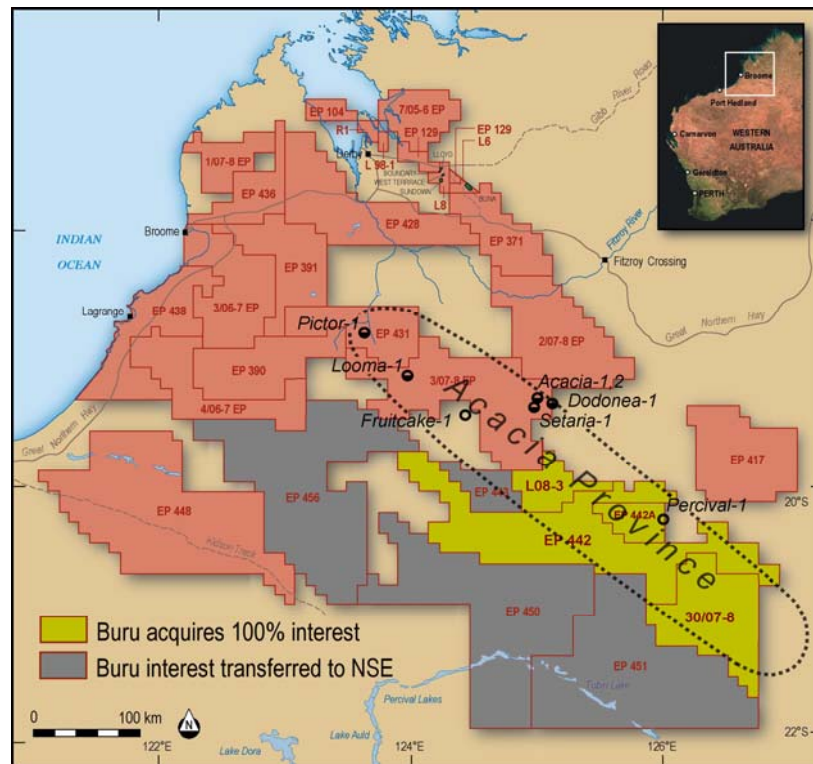 Broome
Port Hedland
Carnarvon
WESTERN
AUSTRALIA
Geraldton
PERTH
Gibb River Road
7/05-6 EP
EP 104
R1
EP 129
EP 129
L6
Derby
L 98-1
LLOYD
BOUNDARY
WEST TERRRACE
SUNDOWN
BLINA
L8
1/07-8 EP
EP 436
EP 428
EP 371
Fitzroy River
Fitzroy Crossing
Great Northern Hwy
INDIAN
OCEAN
Broome
EP 391
3/06-7 EP
EP 438
Lagrange
Pictor-1
EP 431
2/07-8 EP
Looma-1
3/07-8 EP
EP 390
4/06-7 EP
Great Northern Hwy
Acacia-1,2
Dodonea-1
Setaria-1
Fruitcake-1
Acacia Province
EP 417
20°S
L08-3
Percival-1
EP 442A
EP 442
EP 448
EP 456
Kidson Track
30/07-8
EP 450
EP 451
Tobin Lake
Buru acquires 100% interest
Buru interest transferred to NSE
Percival Lakes
Lake Auld
Lake Dora
0 100 km
N
22°S
122°E
124°E
126°E